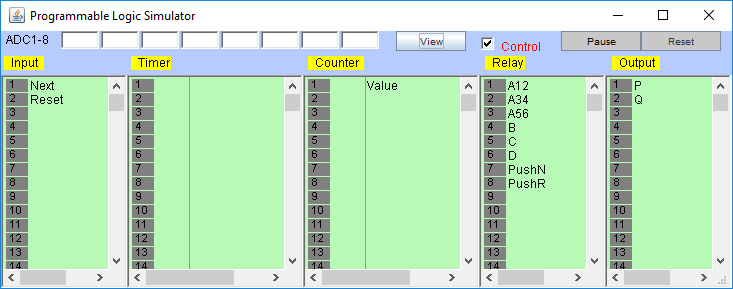 Programmable Logic Simulator
ADC1-8 View Control Pause Reset
Input Timer Counter Relay Output
1 Next 1 1 Value 1 A12 1 P
2 Reset 2 2 2 A34 2 Q
3 3 3 3 A56 3
4 4 4 4 B 4
5 5 5 5 C 5
6 6 6 6 D 6
7 7 7 7 PushN 7
8 8 8 8 PushR 8
9 9 9 9 9
10 10 10 10 10
11 11 11 11 11
12 12 12 12 12
13 13 13 13 13
14 14 14 14 14